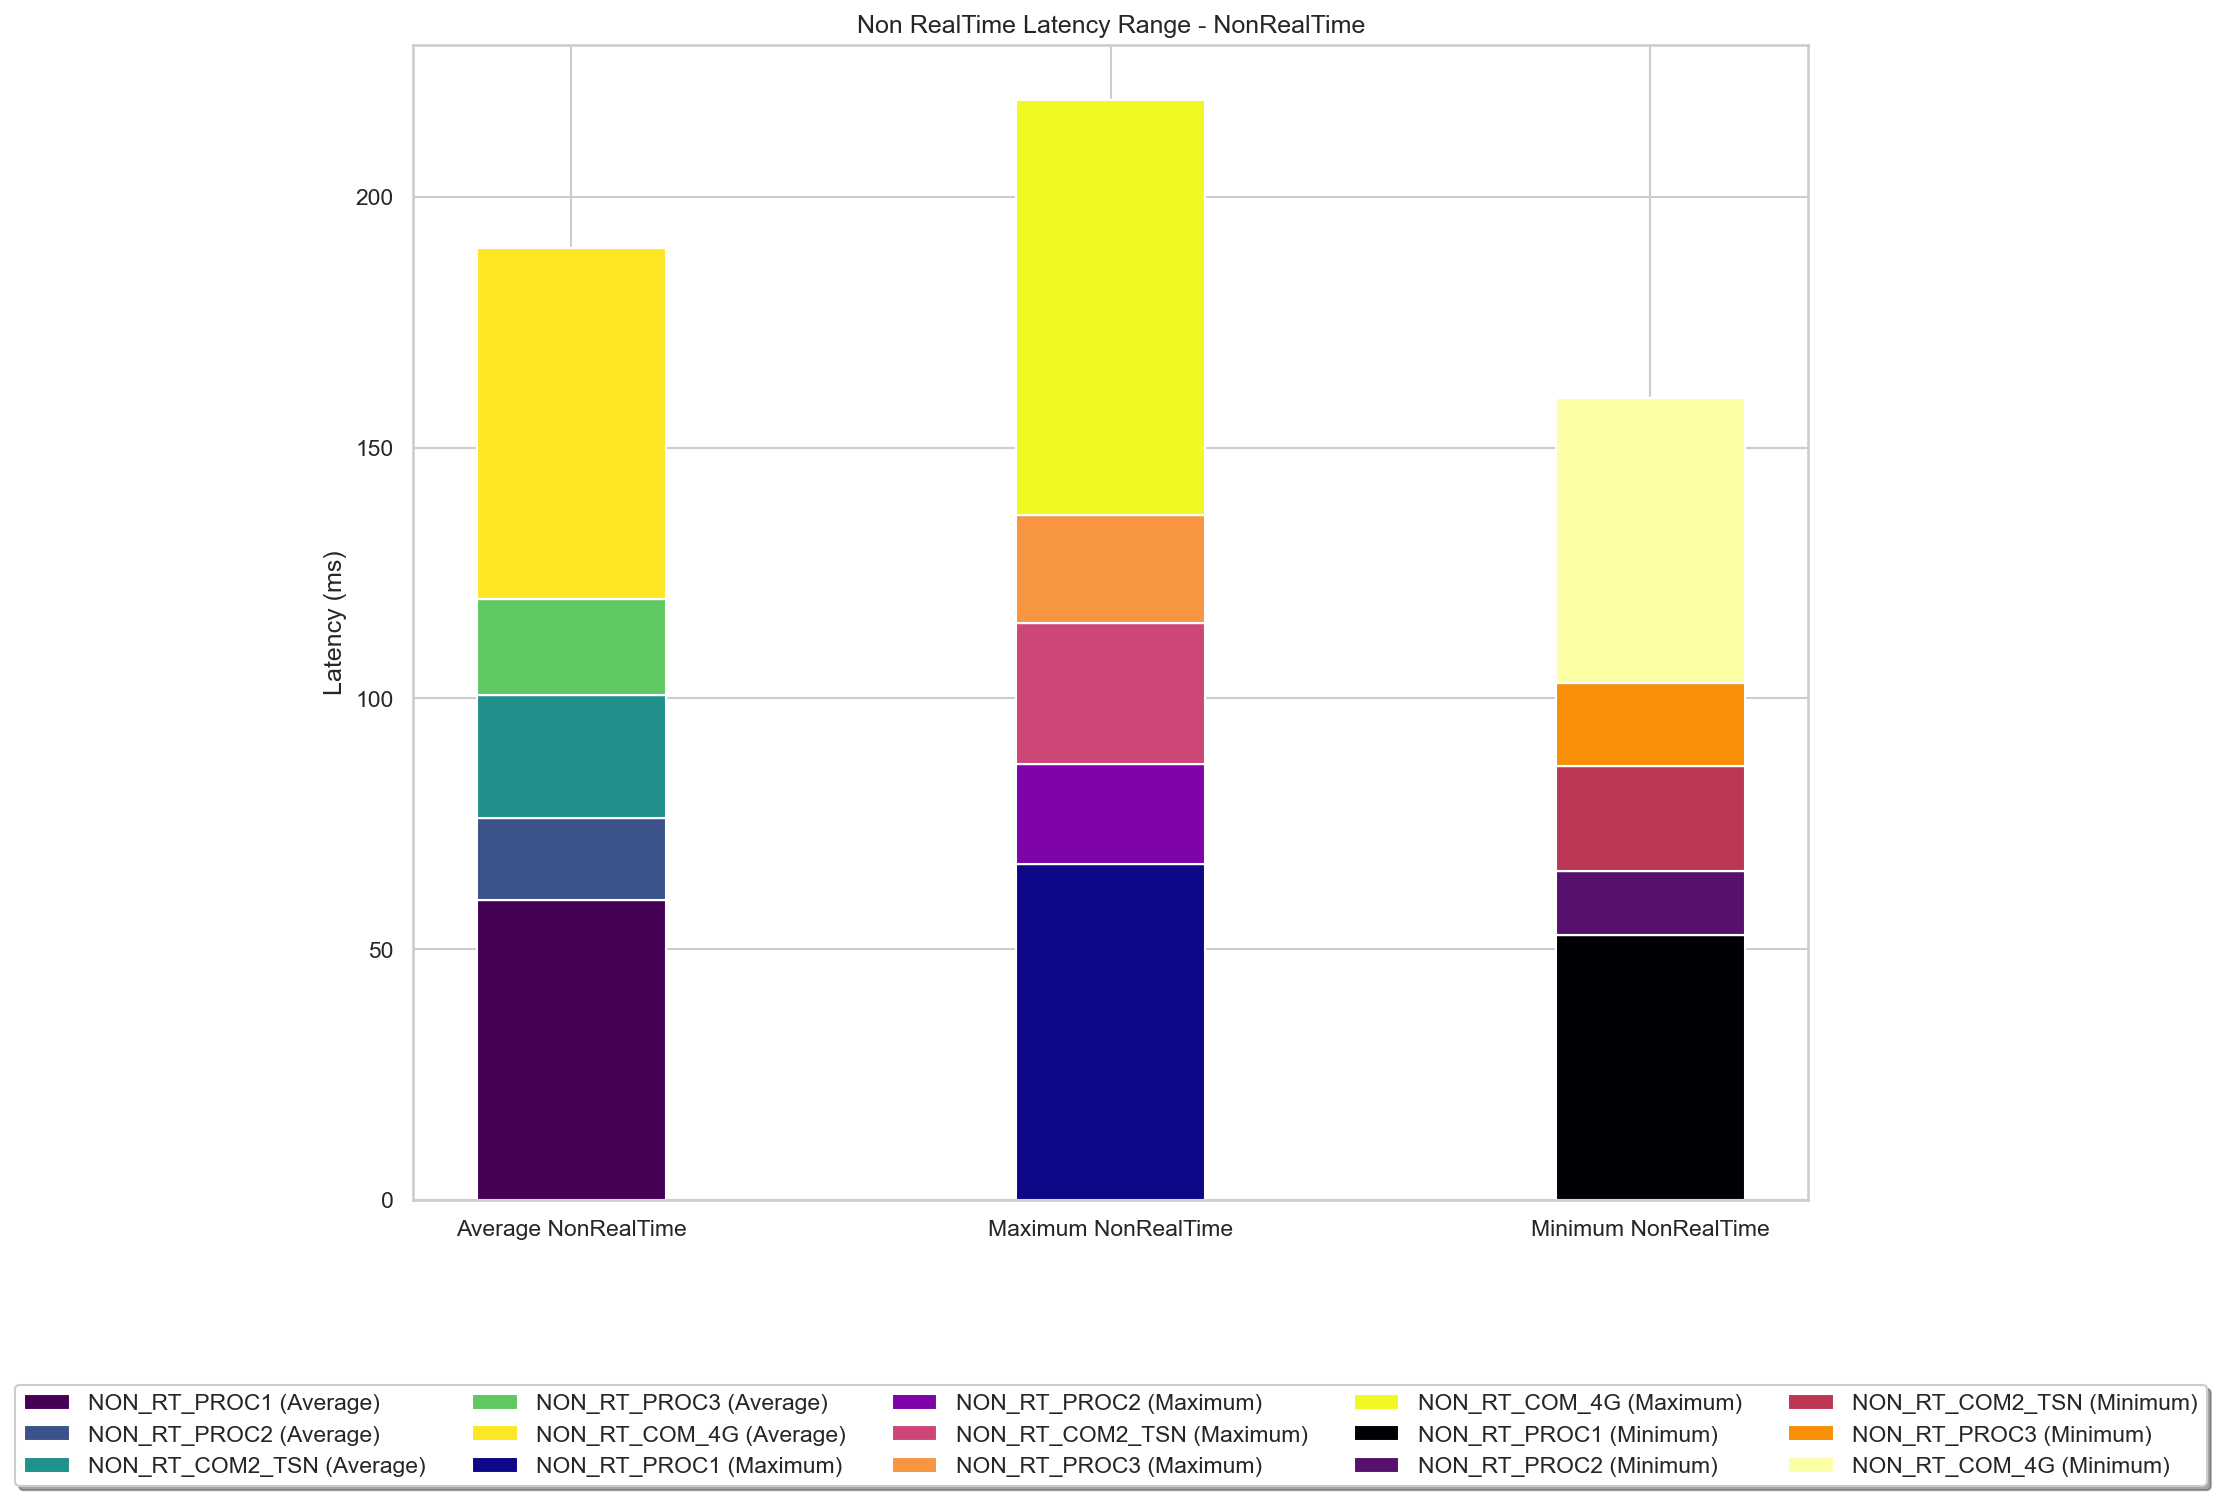 Non RealTime Latency Range - NonRealTime
Latency (ms)
200
150
100
50
0
Average NonRealTime
Maximum NonRealTime
Minimum NonRealTime
NON_RT_PROC1 (Average)
NON_RT_PROC2 (Average)
NON_RT_COM2_TSN (Average)
NON_RT_PROC3 (Average)
NON_RT_COM_4G (Average)
NON_RT_PROC1 (Maximum)
NON_RT_PROC2 (Maximum)
NON_RT_COM2_TSN (Maximum)
NON_RT_PROC3 (Maximum)
NON_RT_COM_4G (Maximum)
NON_RT_PROC1 (Minimum)
NON_RT_PROC2 (Minimum)
NON_RT_COM2_TSN (Minimum)
NON_RT_PROC3 (Minimum)
NON_RT_COM_4G (Minimum)